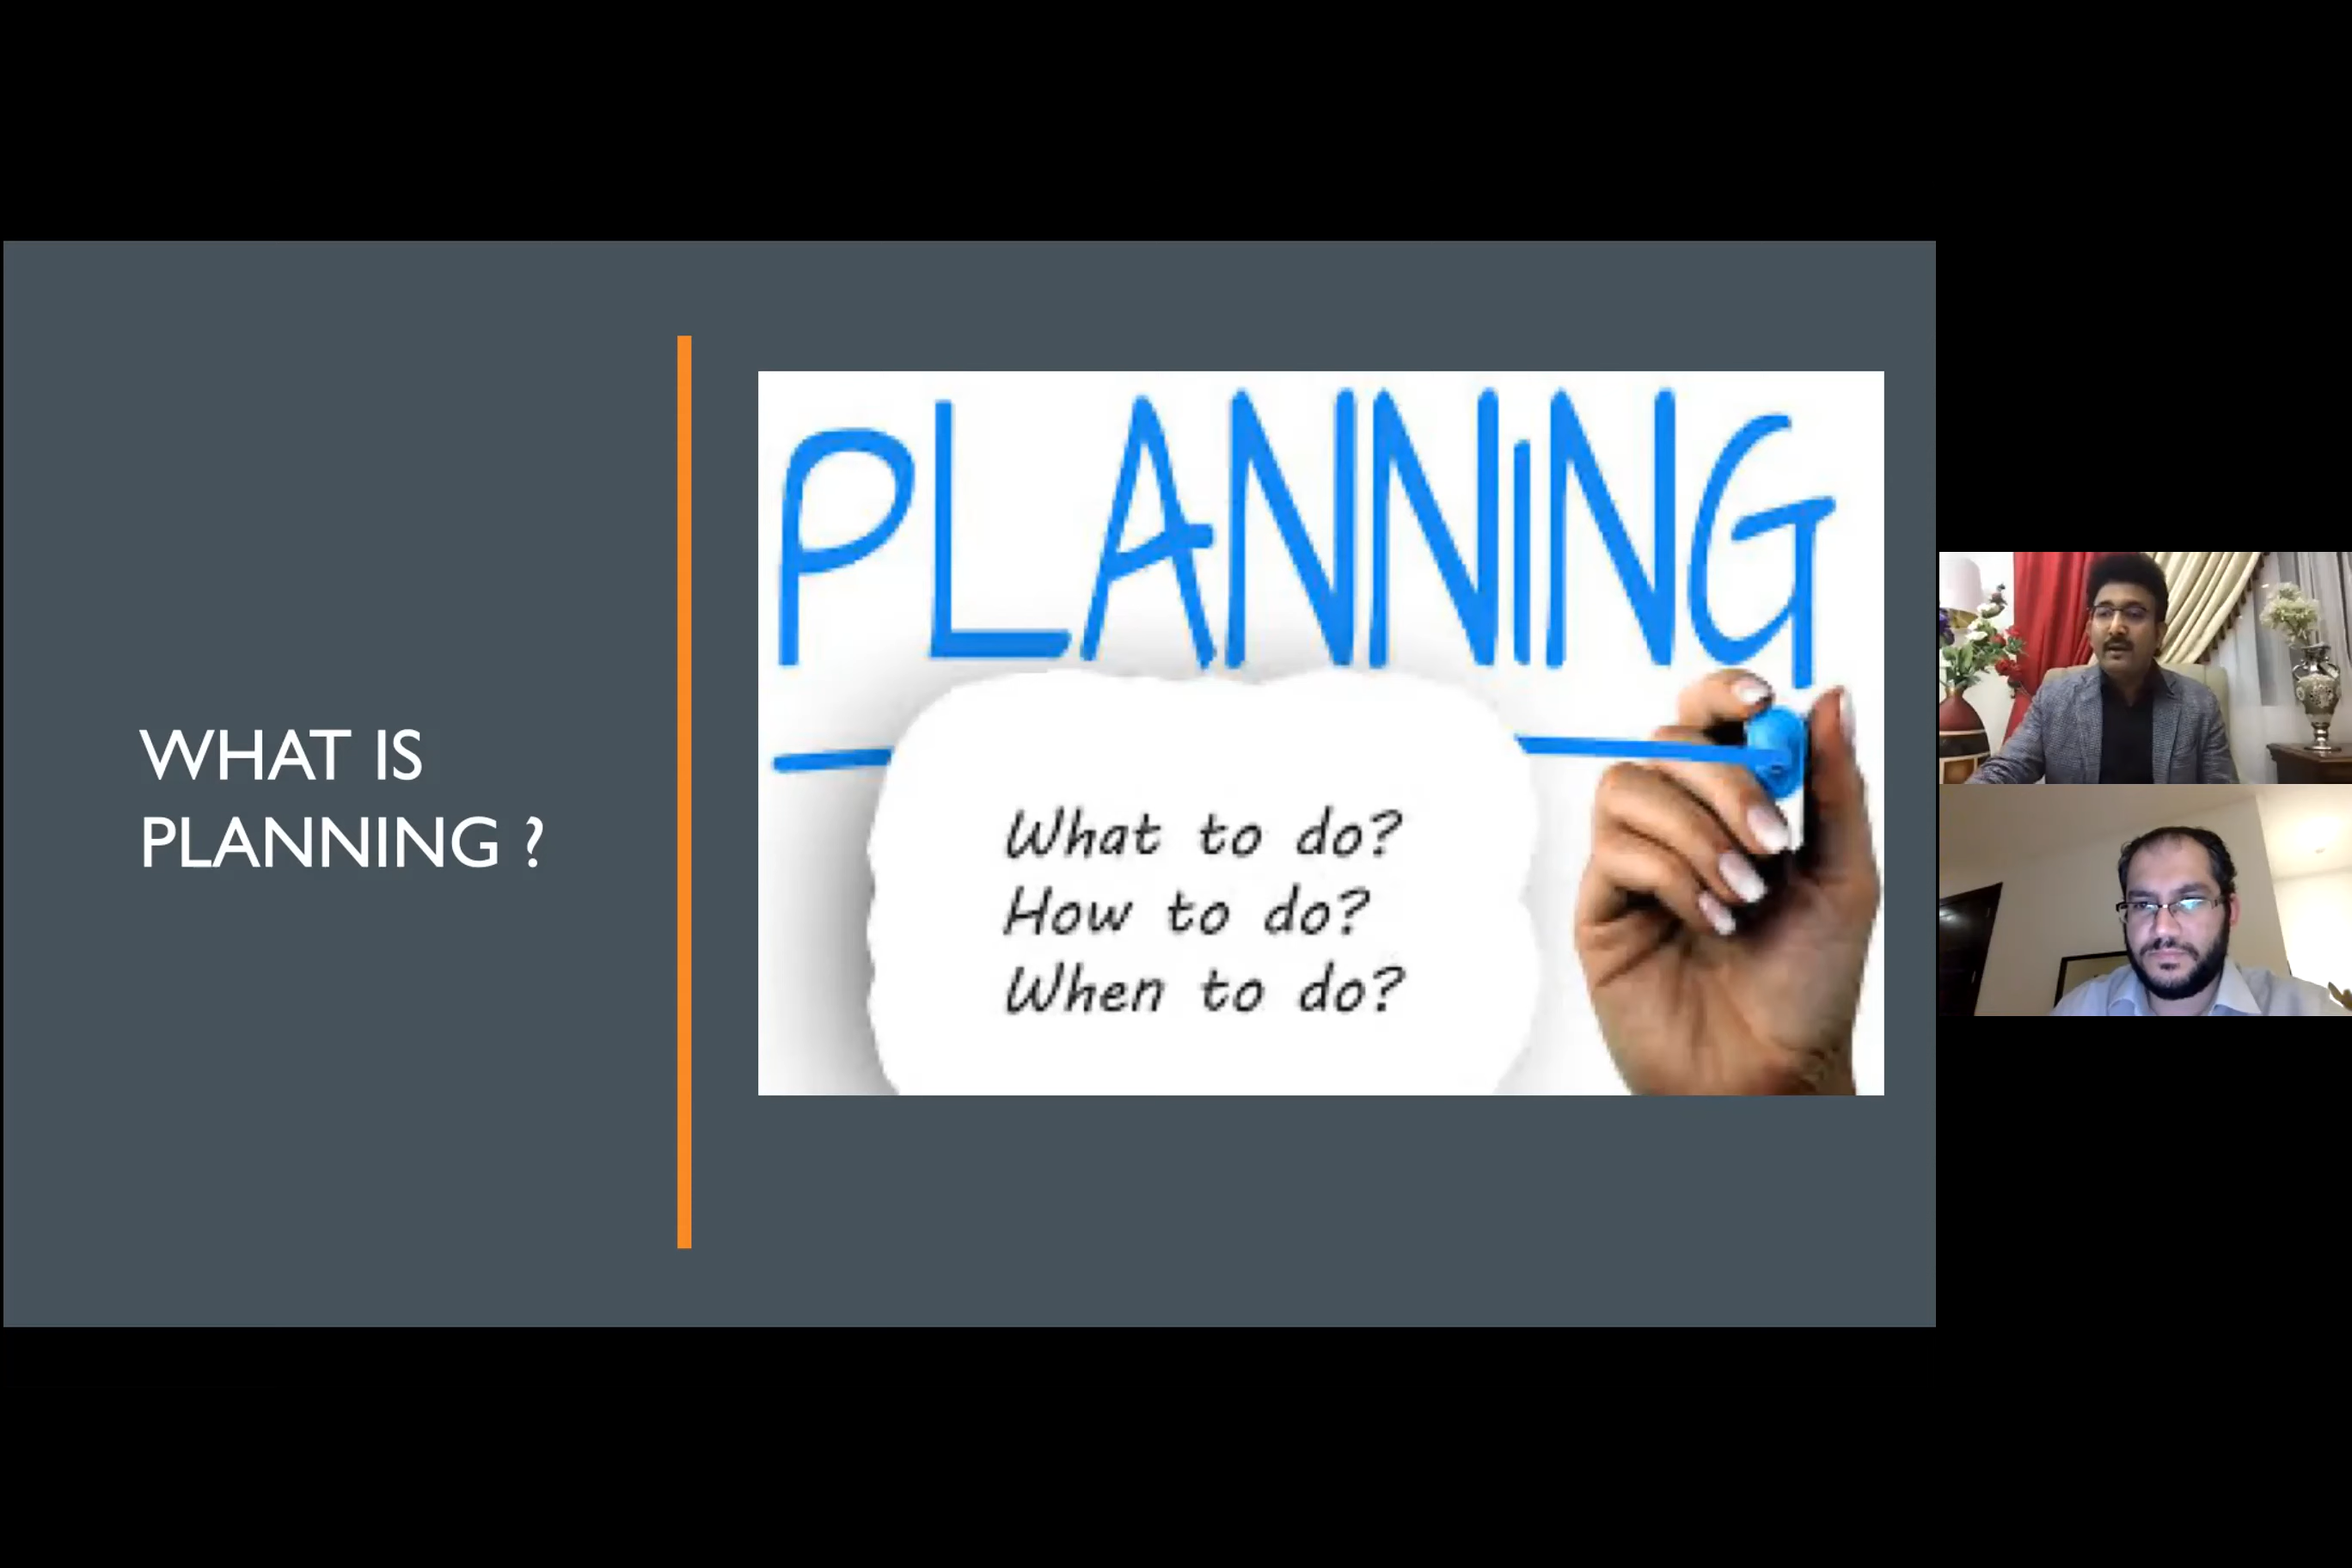 WHAT IS
PLANNING ?
PLANNING
What to do?
How to do?
When to do?